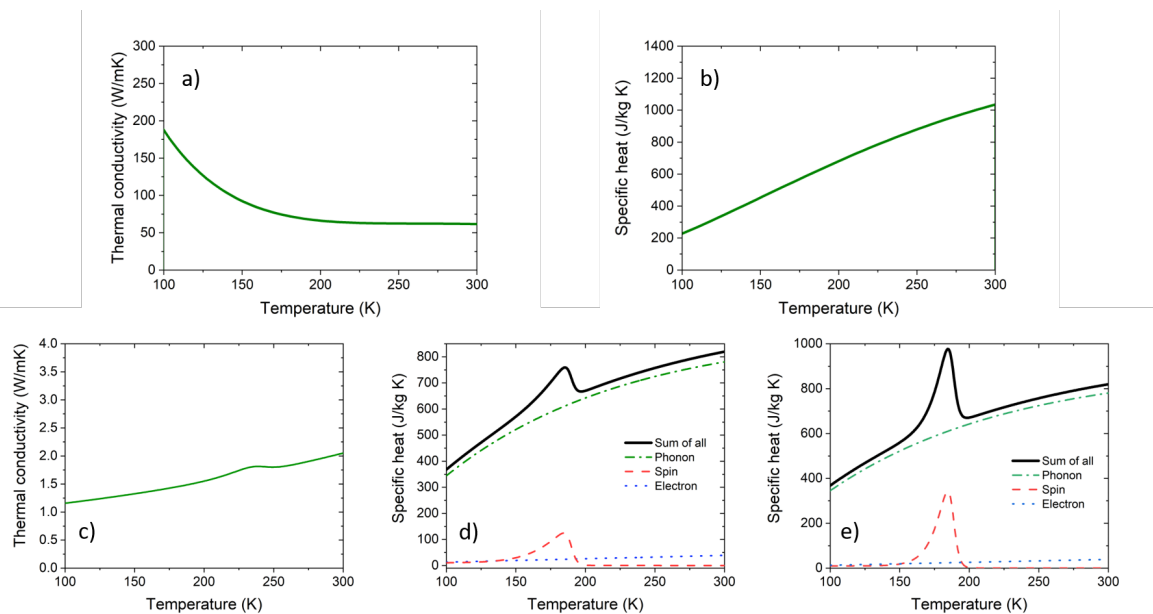 a)
Thermal conductivity (W/mK)
300
250
200
150
100
50
0
100 150 200 250 300
Temperature (K)
b)
Specific heat (J/kg K)
1400
1200
1000
800
600
400
200
0
100 150 200 250 300
Temperature (K)
c)
Thermal conductivity (W/mK)
4.0
3.5
3.0
2.5
2.0
1.5
1.0
0.5
0.0
100 150 200 250 300
Temperature (K)
d)
Specific heat (J/kg K)
800
700
600
500
400
300
200
100
0
Sum of all
Phonon
Spin
Electron
100 150 200 250 300
Temperature (K)
e)
Specific heat (J/kg K)
1000
800
600
400
200
0
Sum of all
Phonon
Spin
Electron
100 150 200 250 300
Temperature (K)